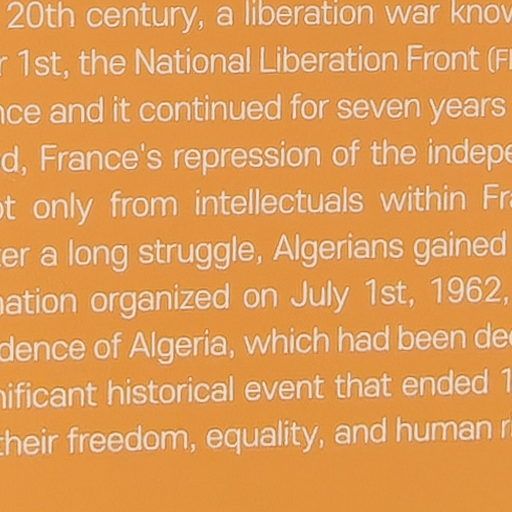 20th century, a liberation war know
r 1st, the National Liberation Front (F
nce and it continued for seven years
d, France's repression of the indepe
ot only from intellectuals within Fr
ter a long struggle, Algerians gained
nation organized on July 1st, 1962,
dence of Algeria, which had been de
nificant historical event that ended 1
their freedom, equality, and human r